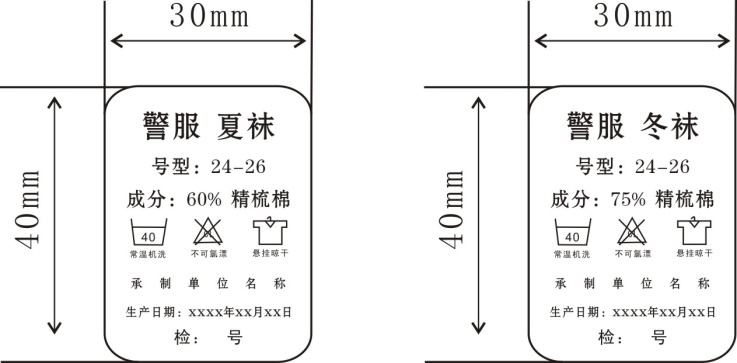 30mm
40mm
警服 夏袜
号型：24-26
成分：60% 精梳棉
40
CL
常温机洗 不可氯漂 悬挂晾干
承 制 单 位 名 称
生产日期：xxxx年xx月xx日
检： 号
30mm
40mm
警服 冬袜
号型：24-26
成分：75% 精梳棉
40
CL
常温机洗 不可氯漂 悬挂晾干
承 制 单 位 名 称
生产日期：xxxx年xx月xx日
检： 号